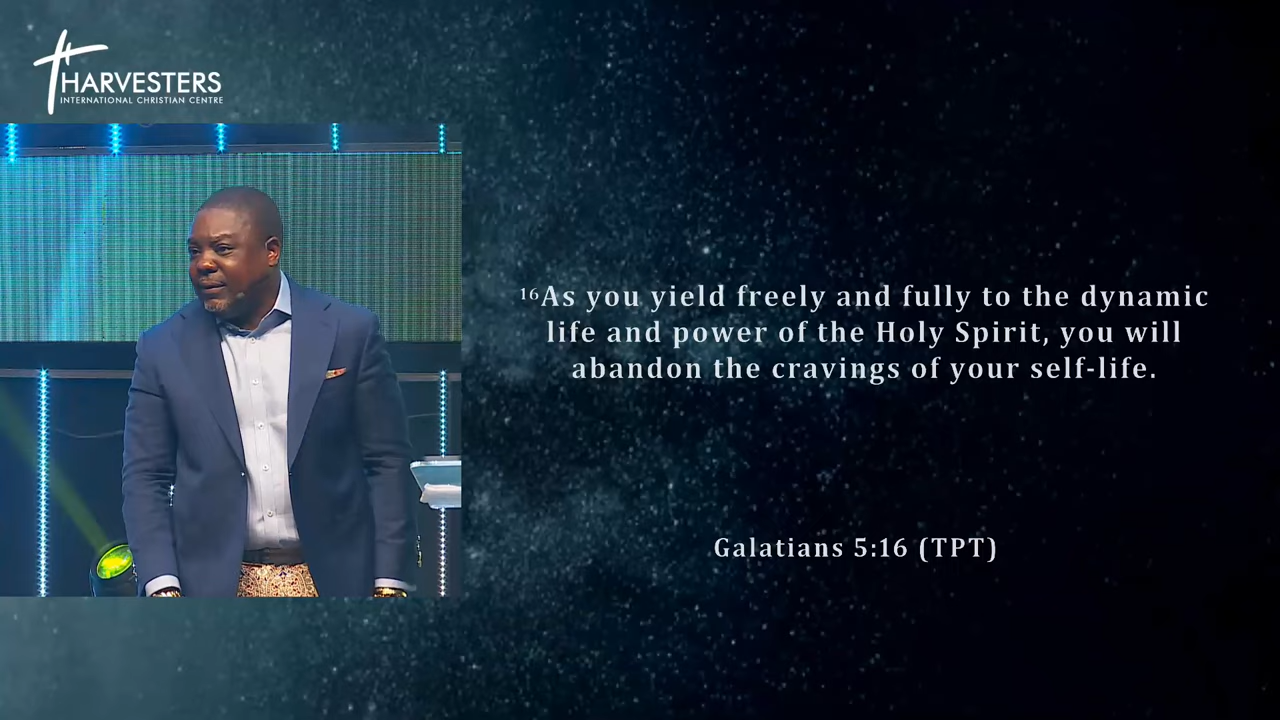 HARVESTERS
INTERNATIONAL CHRISTIAN CENTRE
16As you yield freely and fully to the dynamic
life and power of the Holy Spirit, you will
abandon the cravings of your self-life.
Galatians 5:16 (TPT)